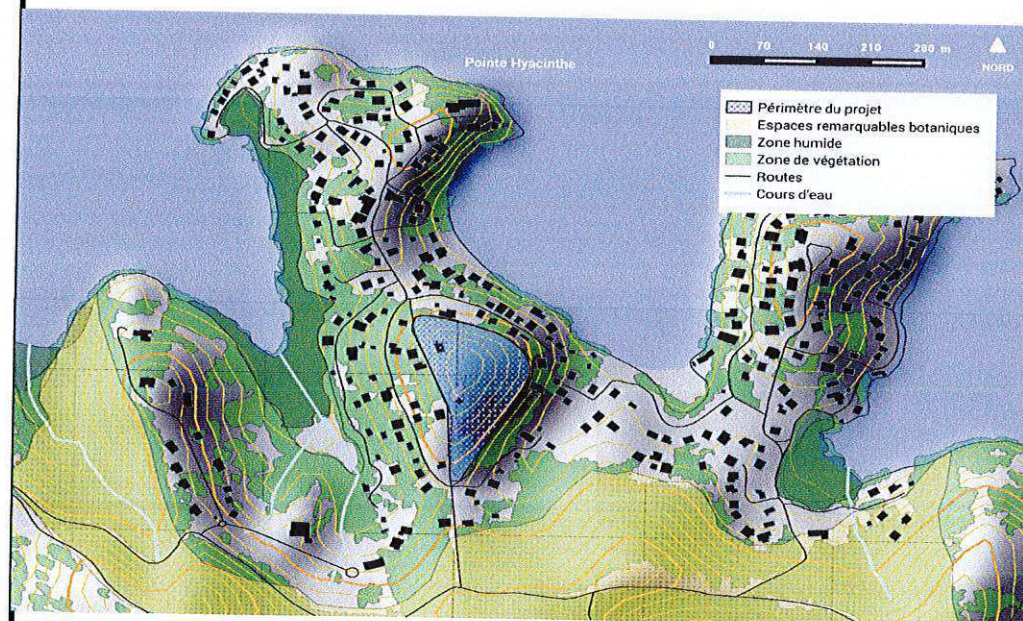 Pointe Hyacinthe
0 70 140 210 280 m
NORD
Périmètre du projet
Espaces remarquables botaniques
Zone humide
Zone de végétation
Routes
Cours d'eau